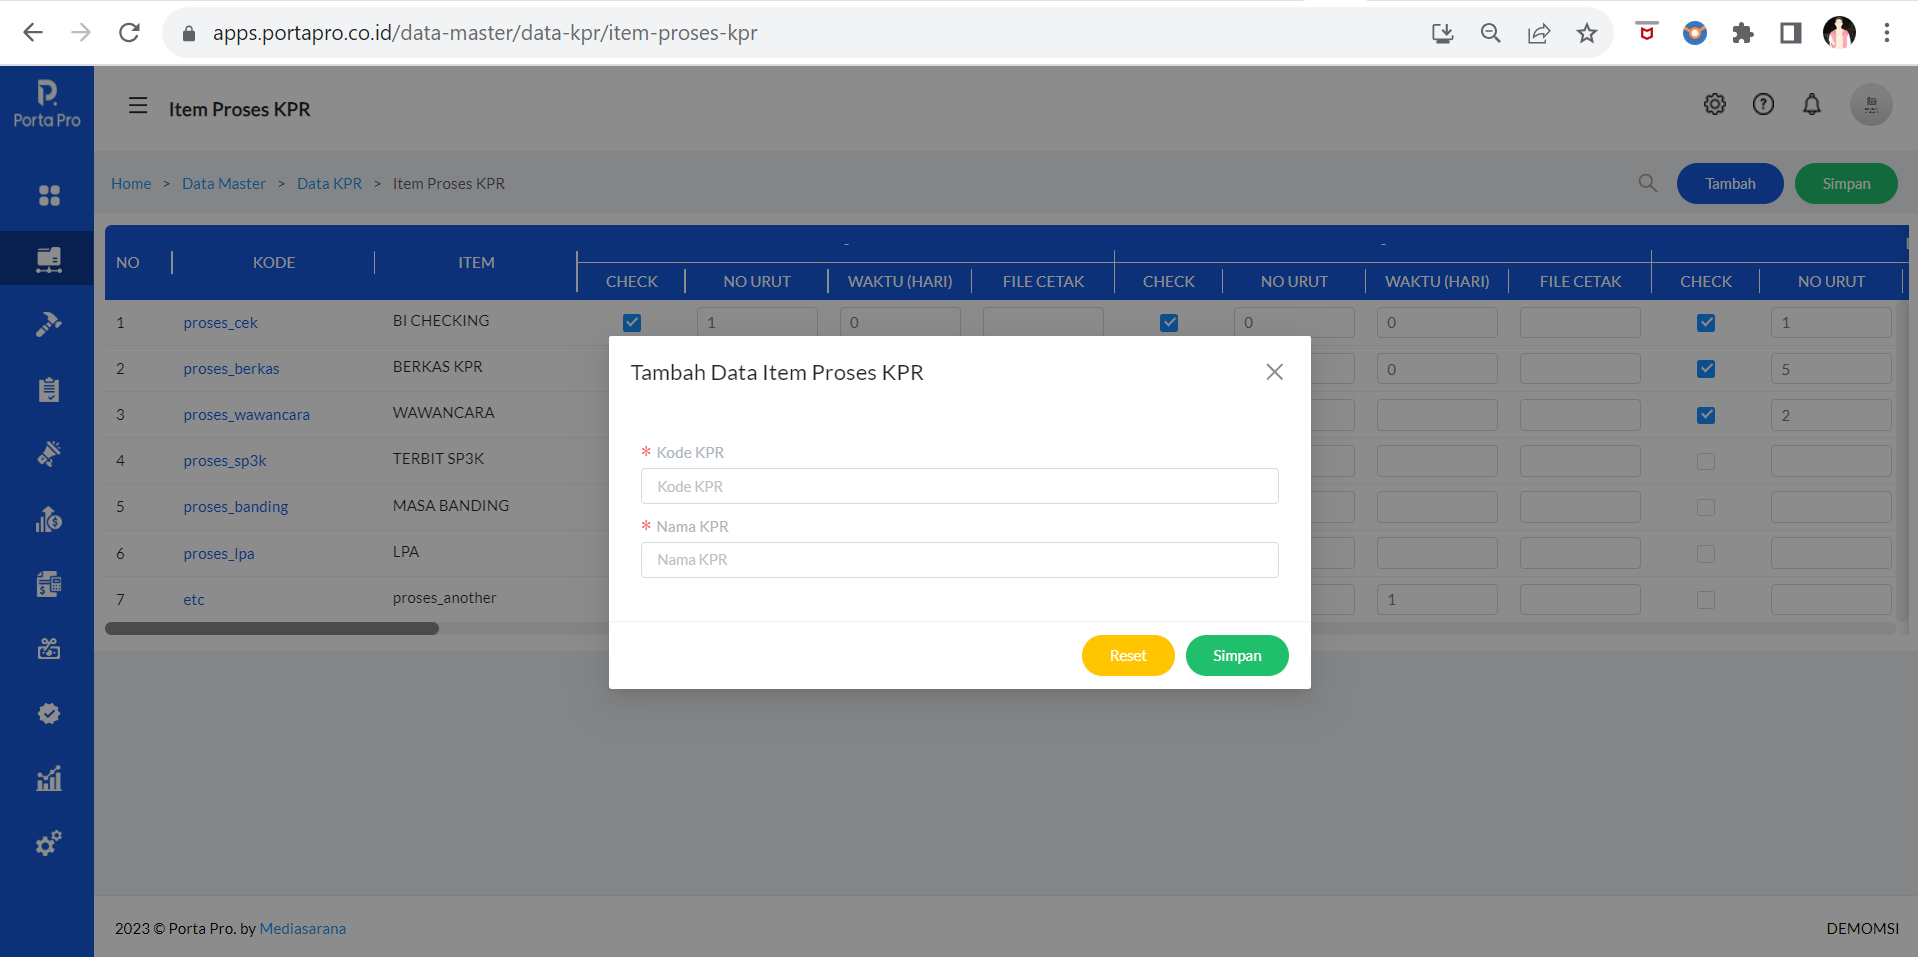 apps.portapro.co.id/data-master/data-kpr/item-proses-kpr
Porta Pro
Item Proses KPR
Home > Data Master > Data KPR > Item Proses KPR
Tambah
Simpan
NO KODE ITEM - -
CHECK NO URUT WAKTU (HARI) FILE CETAK CHECK NO URUT WAKTU (HARI) FILE CETAK CHECK NO URUT
1 proses_cek BI CHECKING 1 0 0 0 1
2 proses_berkas BERKAS KPR 0 5
3 proses_wawancara WAWANCARA 2
4 proses_sp3k TERBIT SP3K
5 proses_banding MASA BANDING
6 proses_lpa LPA
7 etc proses_another 1
Tambah Data Item Proses KPR
* Kode KPR
Kode KPR
* Nama KPR
Nama KPR
Reset
Simpan
2023 © Porta Pro. by Mediasarana
DEMOMSI